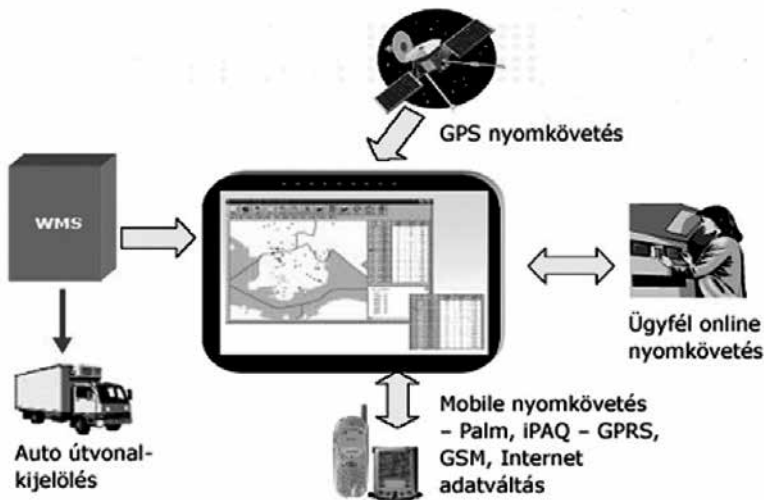 GPS nyomkövetés
WMS
Ügyfél online
nyomkövetés
Auto útvonal-
kijelölés
Mobile nyomkövetés
– Palm, iPAQ – GPRS,
GSM, Internet
adatváltás